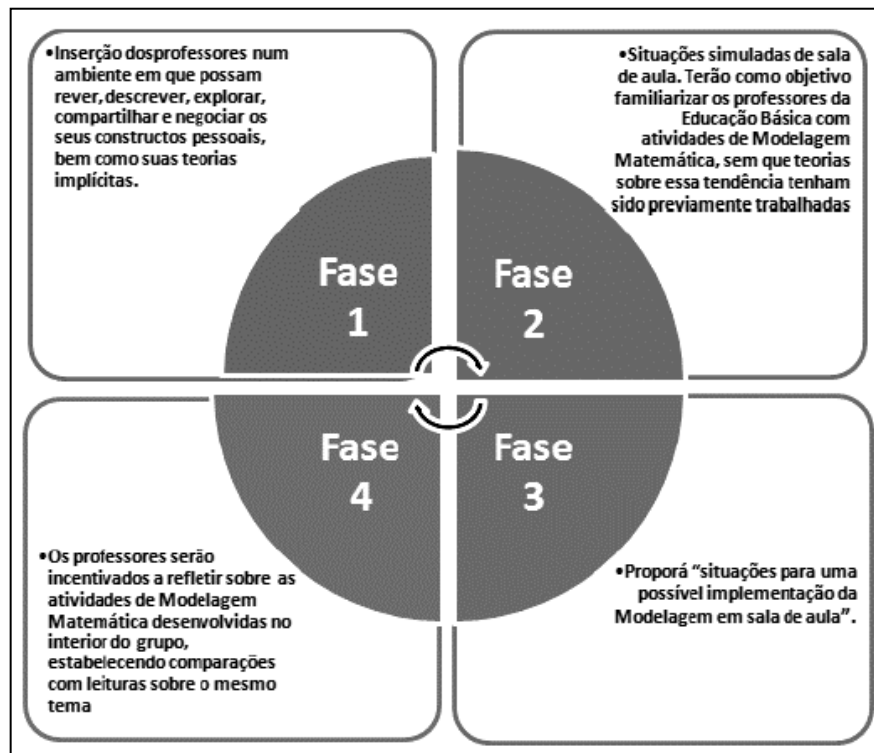 •Inserção dosprofessores num
ambiente em que possam
rever, descrever, explorar,
compartilhar e negociar os
seus constructos pessoais,
bem como suas teorias
implícitas.
•Situações simuladas de sala
de aula. Terão como objetivo
familiarizar os professores da
Educação Básica com
atividades de Modelagem
Matemática, sem que teorias
sobre essa tendência tenham
sido previamente trabalhadas
Fase
1
Fase
2
Fase
4
Fase
3
•Os professores serão
incentivados a refletir sobre as
atividades de Modelagem
Matemática desenvolvidas no
interior do grupo,
estabelecendo comparações
com leituras sobre o mesmo
tema
•Proporá “situações para uma
possível implementação da
Modelagem em sala de aula”.